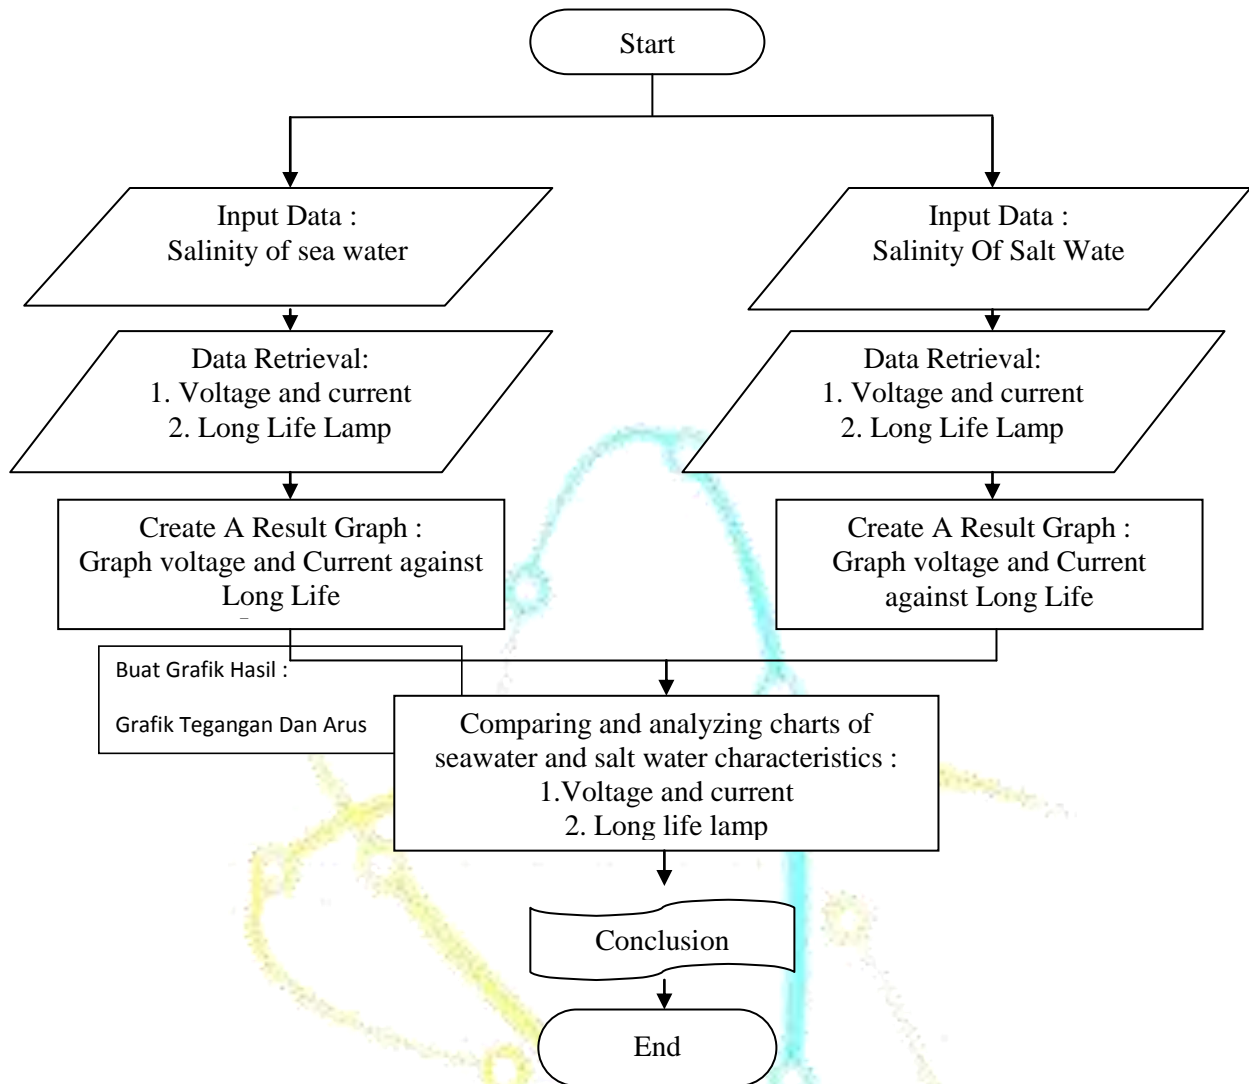 Start
Input Data :
Salinity of sea water
Input Data :
Salinity Of Salt Wate
Data Retrieval:
1. Voltage and current
2. Long Life Lamp
Data Retrieval:
1. Voltage and current
2. Long Life Lamp
Create A Result Graph :
Graph voltage and Current against
Long Life
Create A Result Graph :
Graph voltage and Current
against Long Life
Buat Grafik Hasil :
Grafik Tegangan Dan Arus
Comparing and analyzing charts of
seawater and salt water characteristics :
1.Voltage and current
2. Long life lamp
Conclusion
End